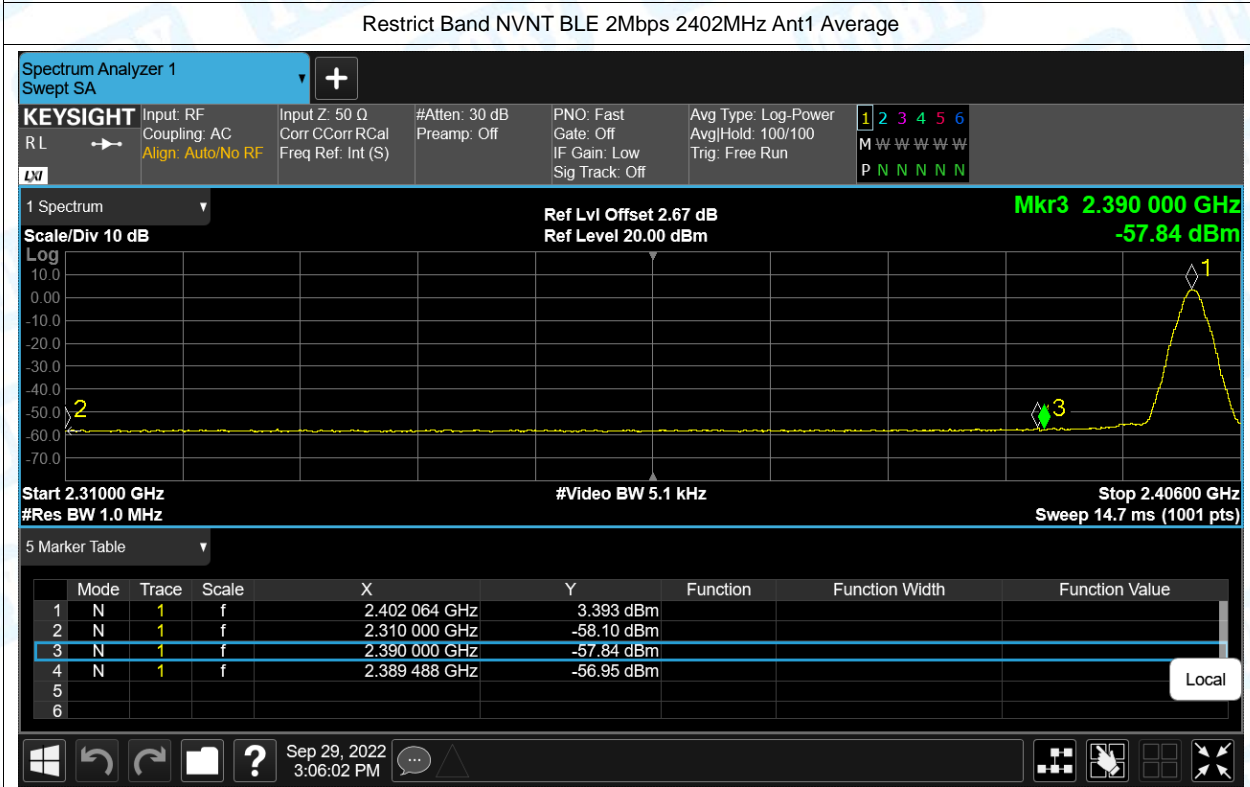 Restrict Band NVNT BLE 2Mbps 2402MHz Ant1 Average
Spectrum Analyzer 1
Swept SA
KEYSIGHT
R L
LXI
Input: RF
Coupling: AC
Align: Auto/No RF
Input Z: 50 Ω
Corr CCorr RCal
Freq Ref: Int (S)
#Atten: 30 dB
Preamp: Off
PNO: Fast
Gate: Off
IF Gain: Low
Sig Track: Off
Avg Type: Log-Power
Avg|Hold: 100/100
Trig: Free Run
1 2 3 4 5 6
M W W W W W
P N N N N N
1 Spectrum
Scale/Div 10 dB
Ref Lvl Offset 2.67 dB
Ref Level 20.00 dBm
Mkr3 2.390 000 GHz
-57.84 dBm
Log
10.0
0.00
-10.0
-20.0
-30.0
-40.0
-50.0
-60.0
-70.0
1
2
3
Start 2.31000 GHz
#Res BW 1.0 MHz
#Video BW 5.1 kHz
Stop 2.40600 GHz
Sweep 14.7 ms (1001 pts)
5 Marker Table
Mode Trace Scale X Y Function Function Width Function Value
1 N 1 f 2.402 064 GHz 3.393 dBm
2 N 1 f 2.310 000 GHz -58.10 dBm
3 N 1 f 2.390 000 GHz -57.84 dBm
4 N 1 f 2.389 488 GHz -56.95 dBm
5
6
Local
?
Sep 29, 2022
3:06:02 PM